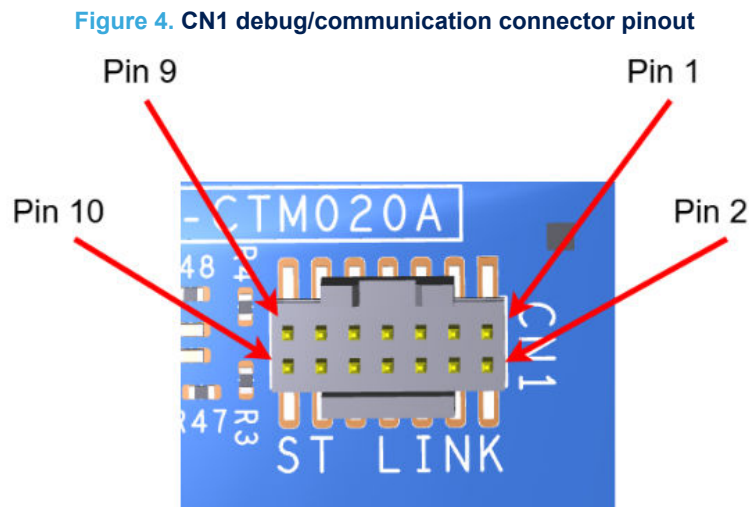 Figure 4. CN1 debug/communication connector pinout
Pin 9
Pin 1
Pin 10
Pin 2
-CTM020A
48
R4
CN1
R47
R3
ST LINK